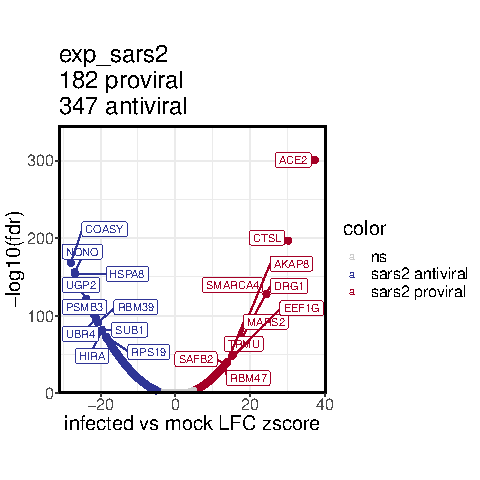 exp_sars2
182 proviral
347 antiviral
ACE2
CTSL
COASY
NONO
HSPA8
AKAP8
SMARCA4
DRG1
UGP2
PSMB3
RBM39
EEF1G
MARS2
UBR4
SUB1
TRMU
HIRA
RPS19
SAFB2
RBM47
300
200
100
0
-log10(fdr)
−20
0
20
40
infected vs mock LFC zscore
color
a ns
a sars2 antiviral
a sars2 proviral